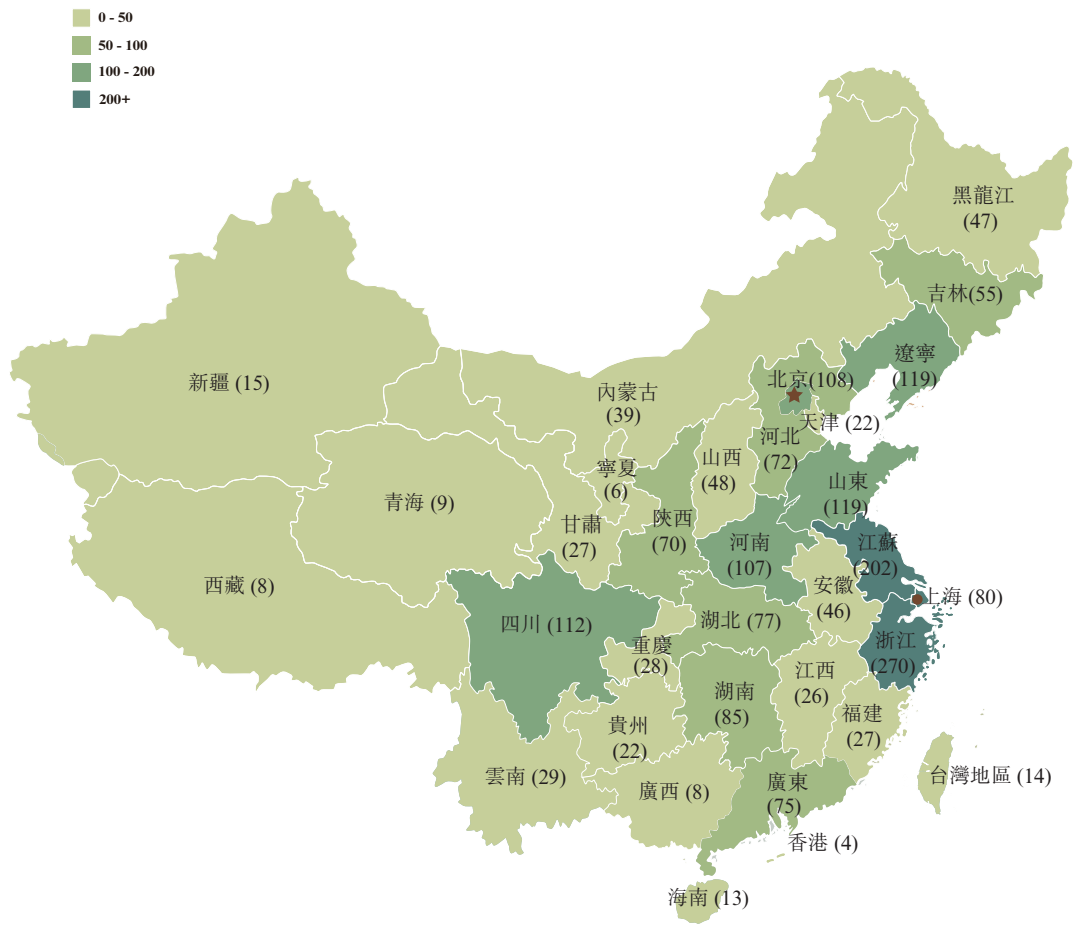 0 - 50
50 - 100
100 - 200
200+
黑龍江
(47)
吉林(55)
遼寧
(119)
北京(108)
新疆 (15)
內蒙古
(39)
天津 (22)
河北
(72)
山西
(48)
寧夏
(6)
山東
(119)
青海 (9)
甘肅
(27)
陝西
(70)
河南
(107)
江蘇
(202)
西藏 (8)
安徽
(46)
上海 (80)
四川 (112)
湖北 (77)
重慶
(28)
浙江
(270)
江西
(26)
湖南
(85)
福建
(27)
貴州
(22)
雲南 (29)
廣西 (8)
廣東
(75)
台灣地區 (14)
香港 (4)
海南 (13)